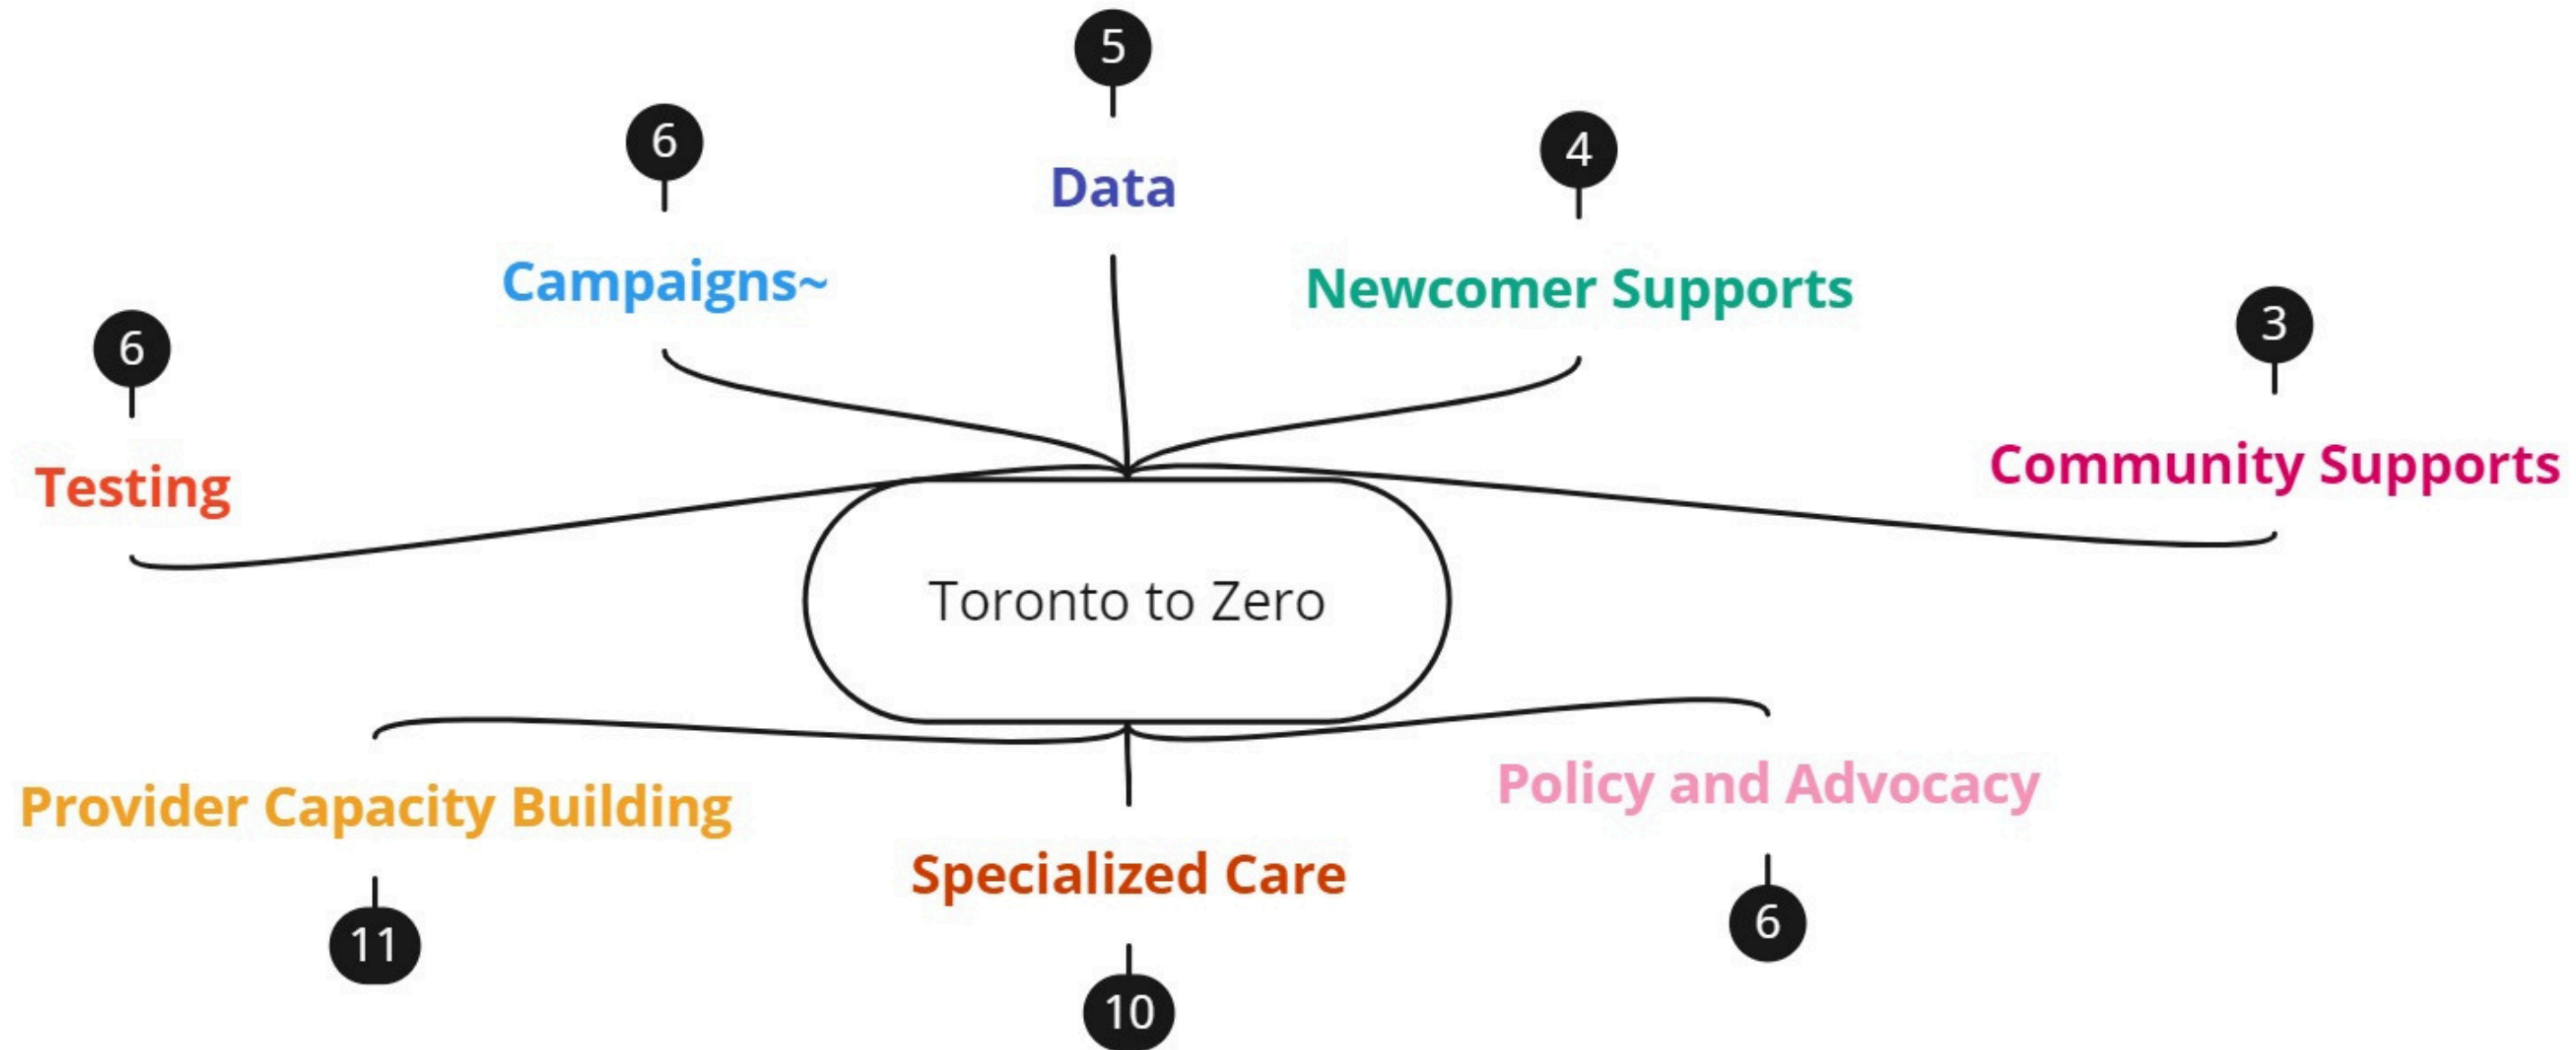 5
6
4
Data
Campaigns~
Newcomer Supports
3
6
Community Supports
Testing
Toronto to Zero
Policy and Advocacy
Provider Capacity Building
Specialized Care
6
11
10